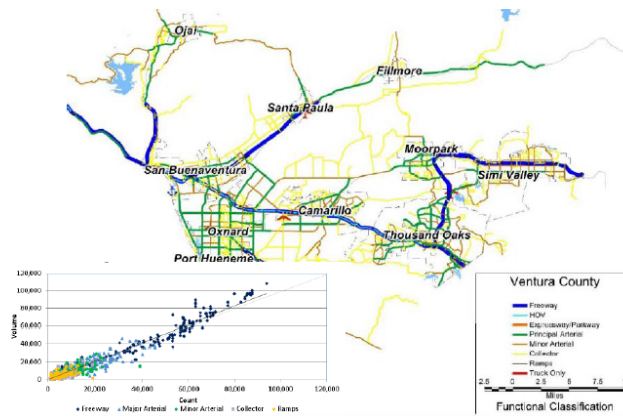 Ojai
Fillmore
Santa Paula
Moorpark
San Buenaventura
Simi Valley
Camarillo
Oxnard
Thousand Oaks
Port Hueneme
120,000
100,000
80,000
60,000
40,000
20,000
0
Volume
0 20,000 40,000 60,000 80,000 100,000 120,000
Count
Freeway Major Arterial Minor Arterial Collector Ramps
Ventura County
Freeway
HOV
Expressway/Parkway
Principal Arterial
Minor Arterial
Collector
Ramps
Truck Only
2.5 0 2.5 5 7.5
Miles
Functional Classification